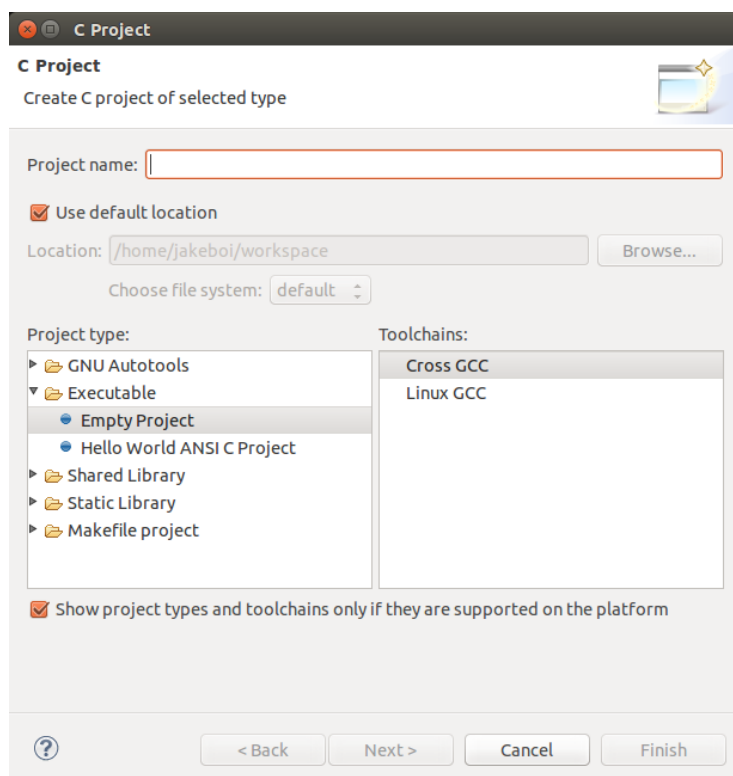 C Project
C Project
Create C project of selected type
Project name:
Use default location
Location: /home/jakeboi/workspace Browse...
Choose file system: default
Project type: Toolchains:
GNU Autotools Cross GCC
Executable Linux GCC
Empty Project
Hello World ANSI C Project
Shared Library
Static Library
Makefile project
Show project types and toolchains only if they are supported on the platform
? < Back Next > Cancel Finish